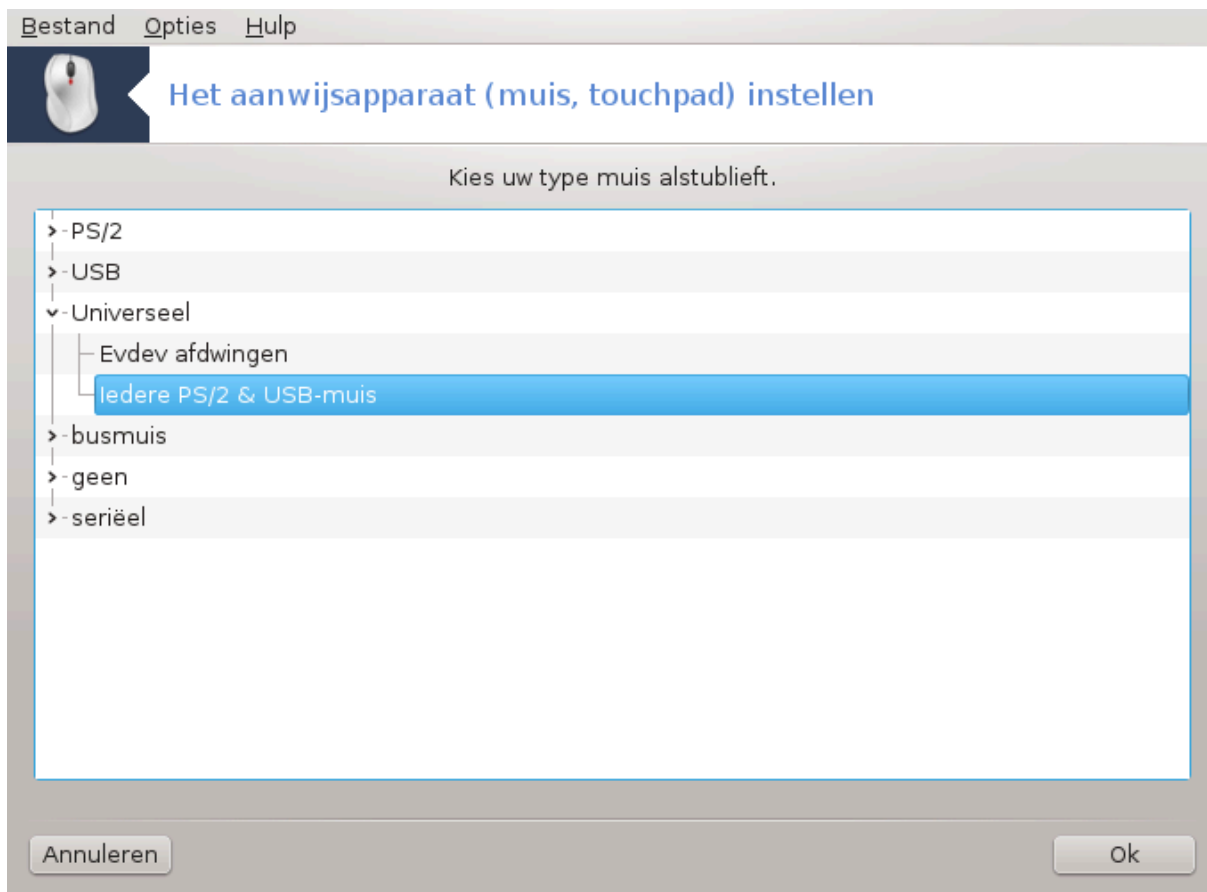 Bestand Opties Hulp
Het aanwijsapparaat (muis, touchpad) instellen
Kies uw type muis alstublieft.
PS/2
USB
Universeel
Evdev afdwingen
Iedere PS/2 & USB-muis
busmuis
geen
seriëel
Annuleren Ok